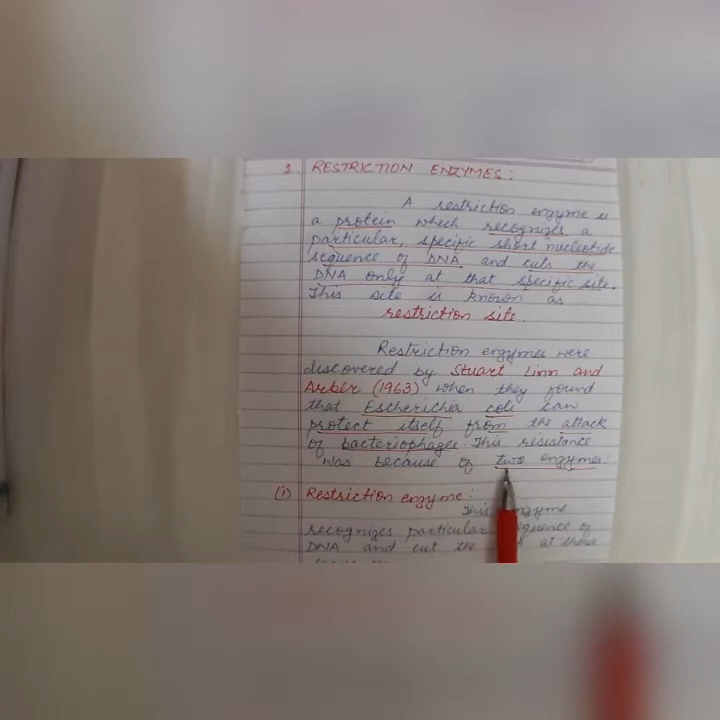 1. RESTRICTION ENZYMES:
A restriction enzyme is
a protein which recognizes a
particular, specific short nucleotide
sequence of DNA and cuts the
DNA only at that specific site.
This site is known as
restriction site.
Restriction enzymes were
discovered by Stuart Linn and
Arber (1963) when they found
that Escherichia coli can
protect itself from the attack
of bacteriophages. This resistance
was because of two enzymes:
(i) Restriction enzyme:
This enzyme
recognizes particular sequence of
DNA and cut the at those